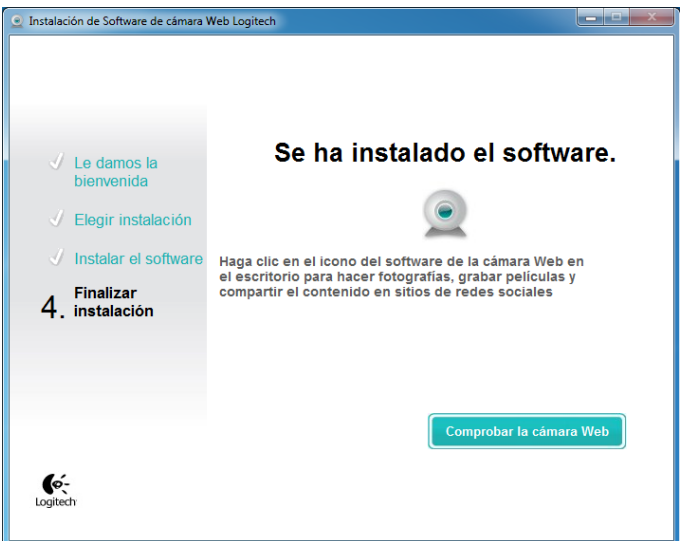 Instalación de Software de cámara Web Logitech
Se ha instalado el software.
Le damos la
bienvenida
Elegir instalación
Instalar el software
4. Finalizar
instalación
Haga clic en el icono del software de la cámara Web en
el escritorio para hacer fotografías, grabar películas y
compartir el contenido en sitios de redes sociales
Comprobar la cámara Web
Logitech